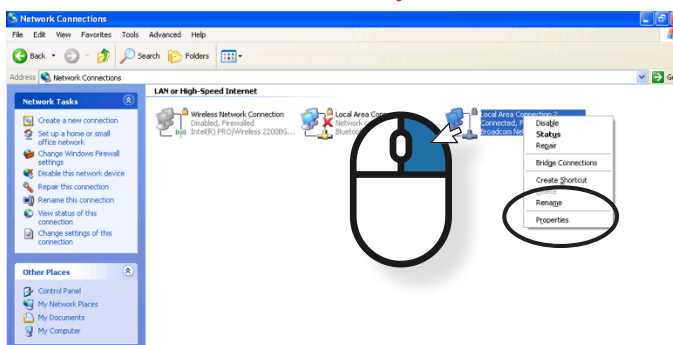 Network Connections
File Edit View Favorites Tools Advanced Help
Back Search Folders
Address Network Connections
LAN or High-Speed Internet
Network Tasks
Create a new connection
Set up a home or small
office network
Change Windows Firewall
settings
Disable this network device
Repair this connection
Rename this connection
View status of this
connection
Change settings of this
connection
Other Places
Control Panel
My Network Places
My Documents
My Computer
Wireless Network Connection
Disabled, Firewalled
Intel(R) PRO/Wireless 2200BG...
Local Area Con
Network
Bluetoot
Local Area Connection 2
Connected, F
Broadcom Net
Disable
Status
Repair
Bridge Connections
Create Shortcut
Delete
Rename
Properties